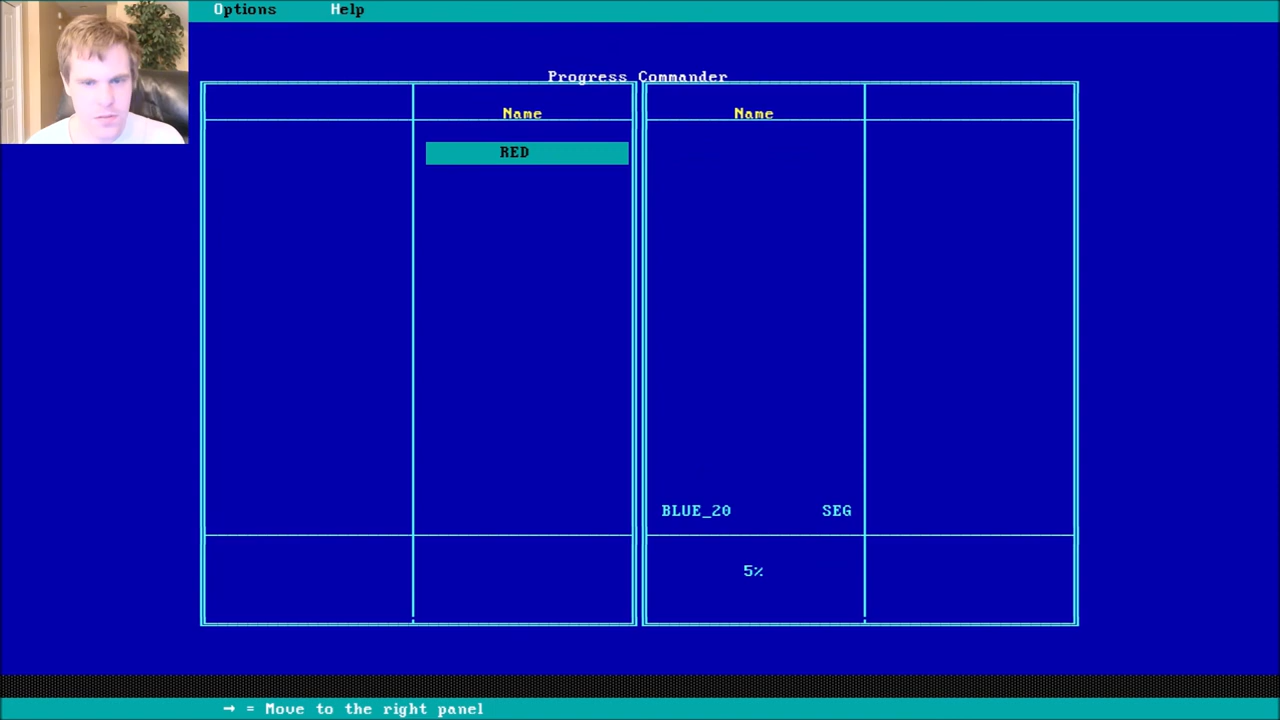 Options Help
Progress Commander
Name Name
RED
BLUE_20 SEG
5%
→ = Move to the right panel